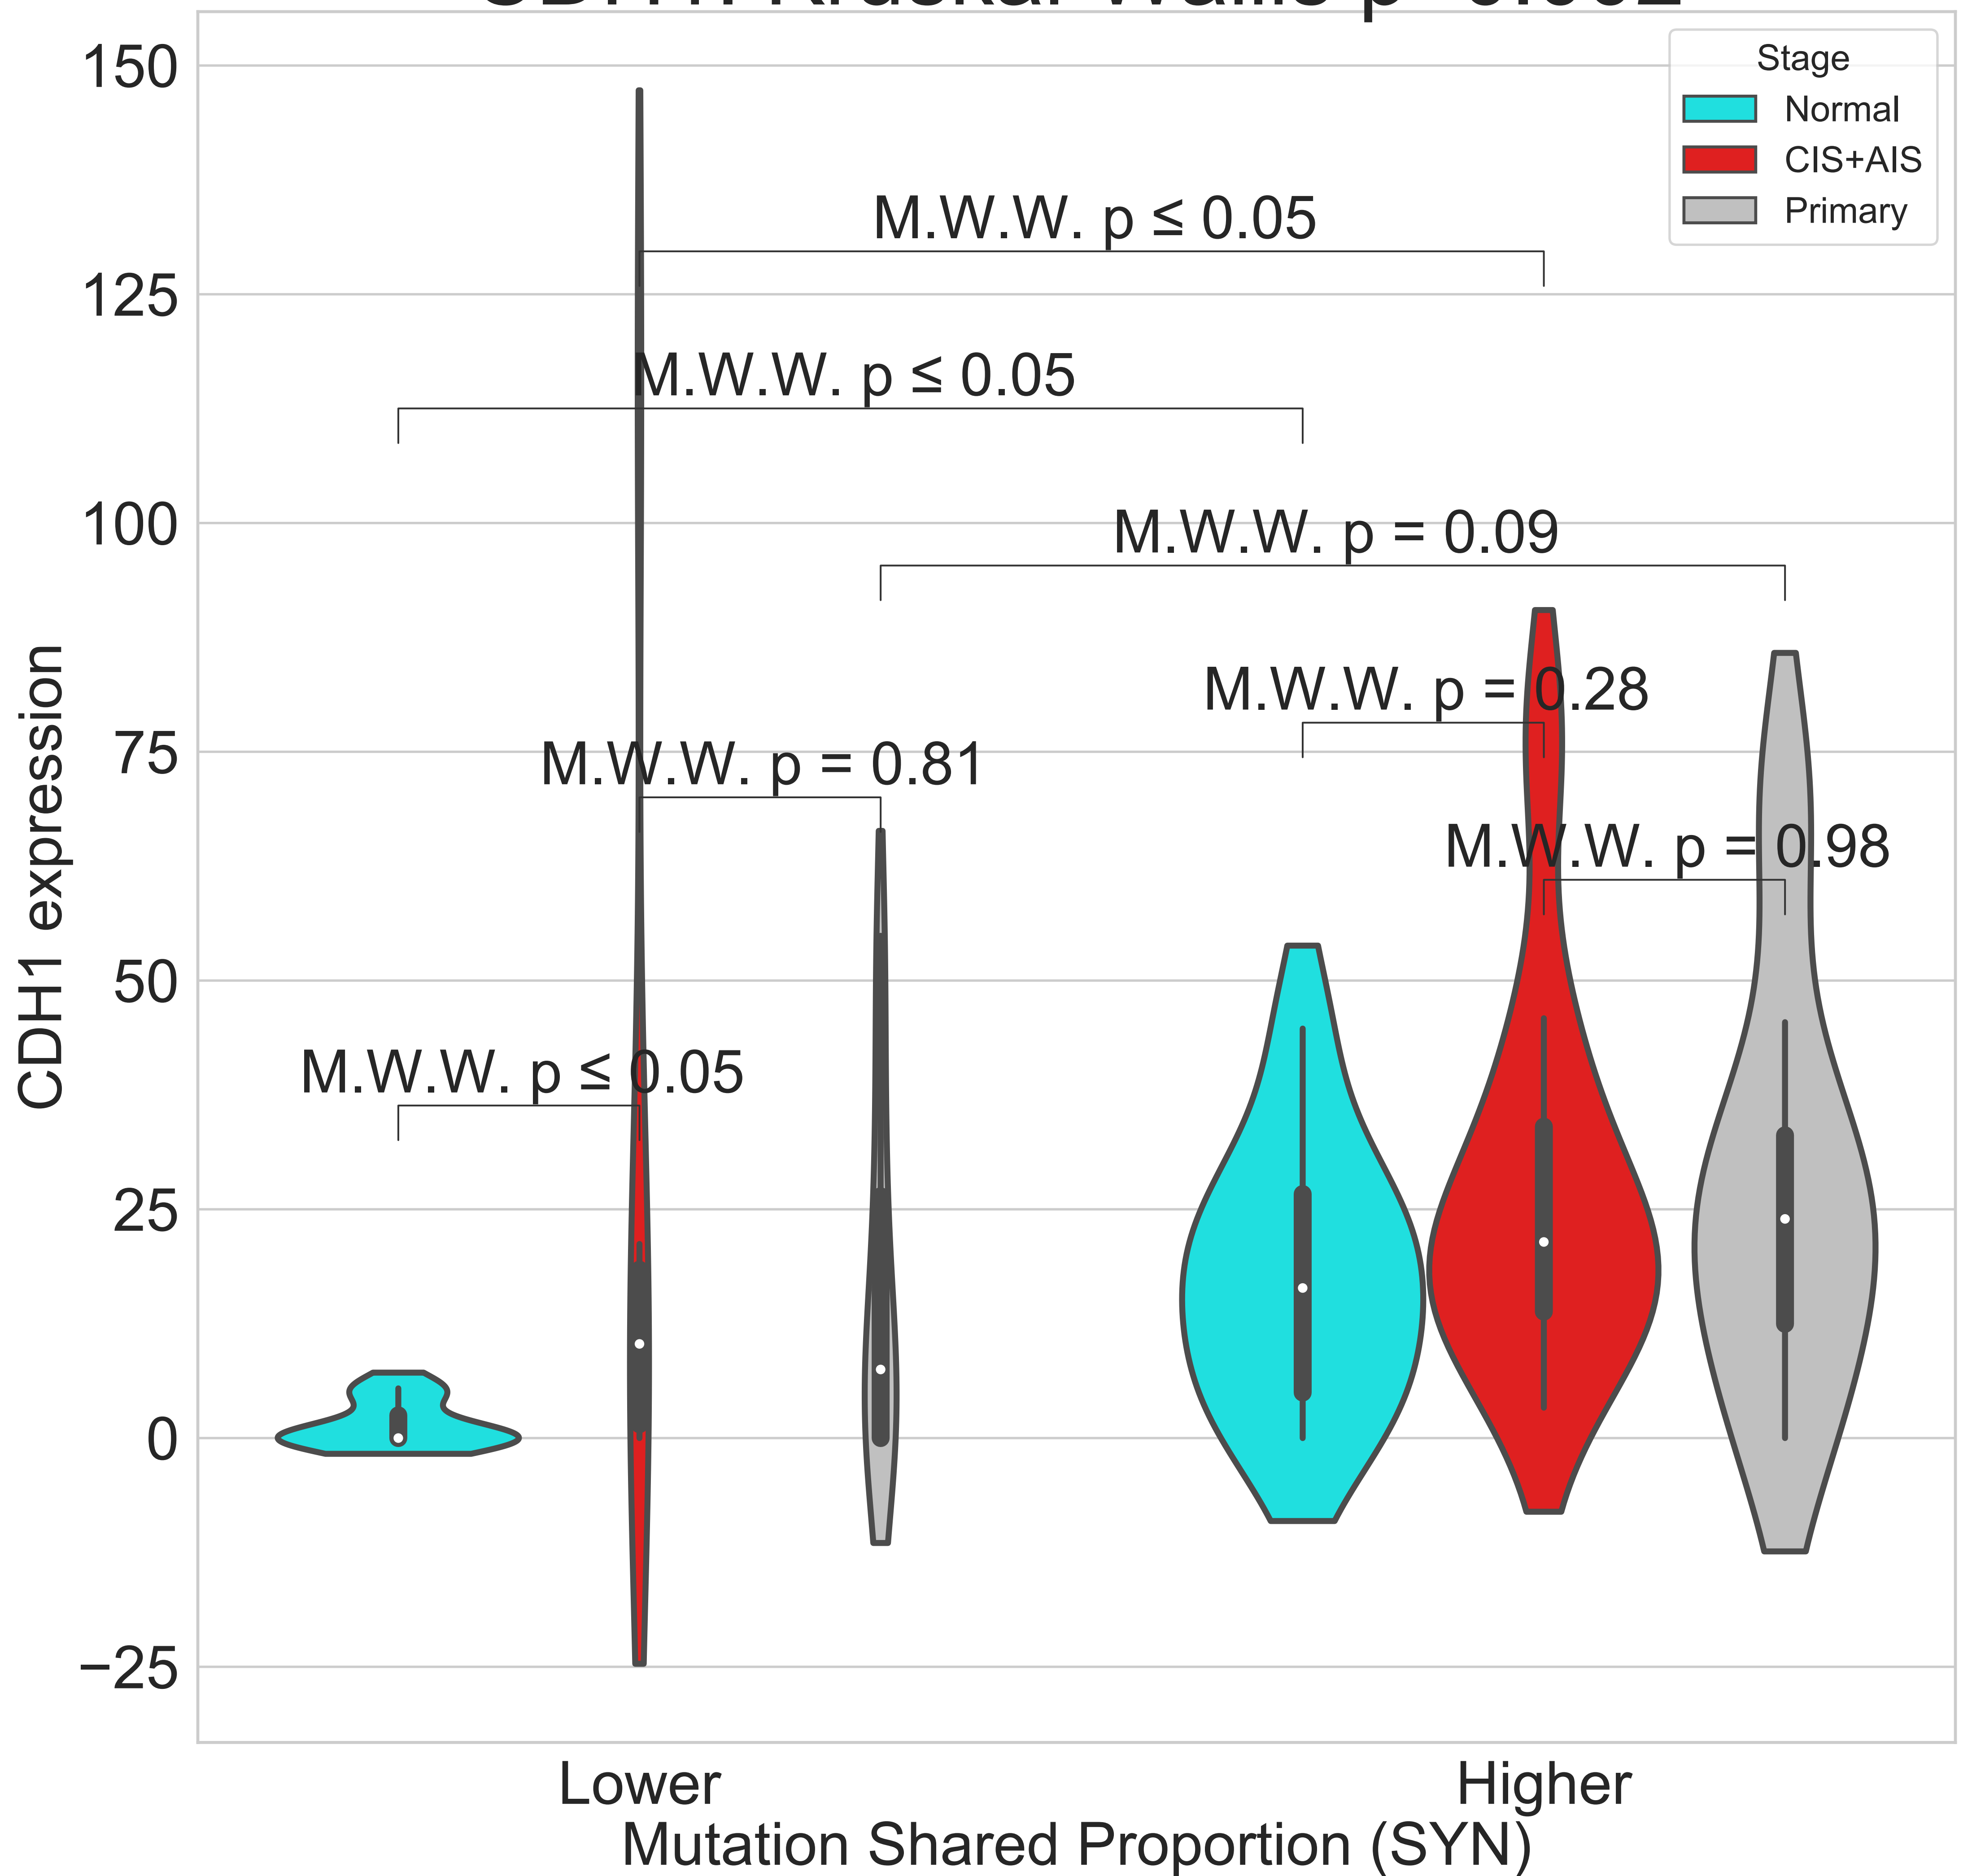 150
125
100
75
50
25
0
−25
CDH1 expression
Stage
Normal
CIS+AIS
Primary
M.W.W. p ≤ 0.05
M.W.W. p ≤ 0.05
M.W.W. p = 0.09
M.W.W. p = 0.28
M.W.W. p = 0.81
M.W.W. p = 0.98
M.W.W. p ≤ 0.05
Lower
Higher
Mutation Shared Proportion (SYN)